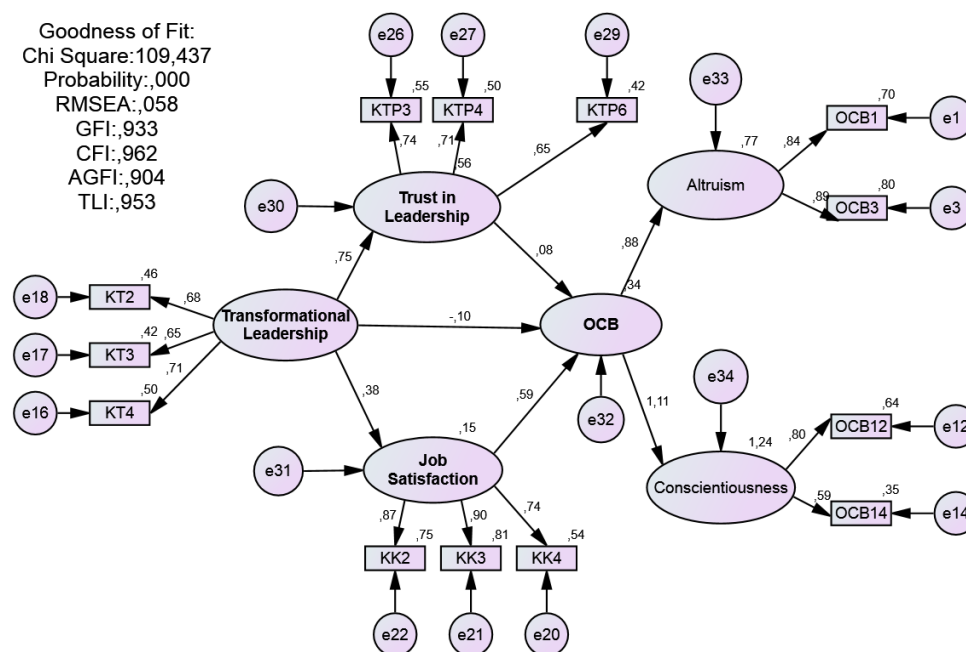 Goodness of Fit:
Chi Square:109,437
Probability:,000
RMSEA:,058
GFI:,933
CFI:,962
AGFI:,904
TLI:,953
e26
e27
e29
,55
,50
,42
KTP3
KTP4
KTP6
,74
,71
,65
,56
e33
,70
OCB1
e1
,77
,84
Altruism
,80
,89
OCB3
e3
e30
Trust in
Leadership
,75
,08
,88
,46
e18
KT2
,68
Transformational
Leadership
-,10
,34
OCB
,42
e17
KT3
,65
,71
,50
e16
KT4
,38
,59
e32
1,11
e34
,15
e31
Job
Satisfaction
1,24
,64
,80
OCB12
e12
Conscientiousness
,59
,35
OCB14
e14
,87
,90
,74
,75
,81
,54
KK2
KK3
KK4
e22
e21
e20